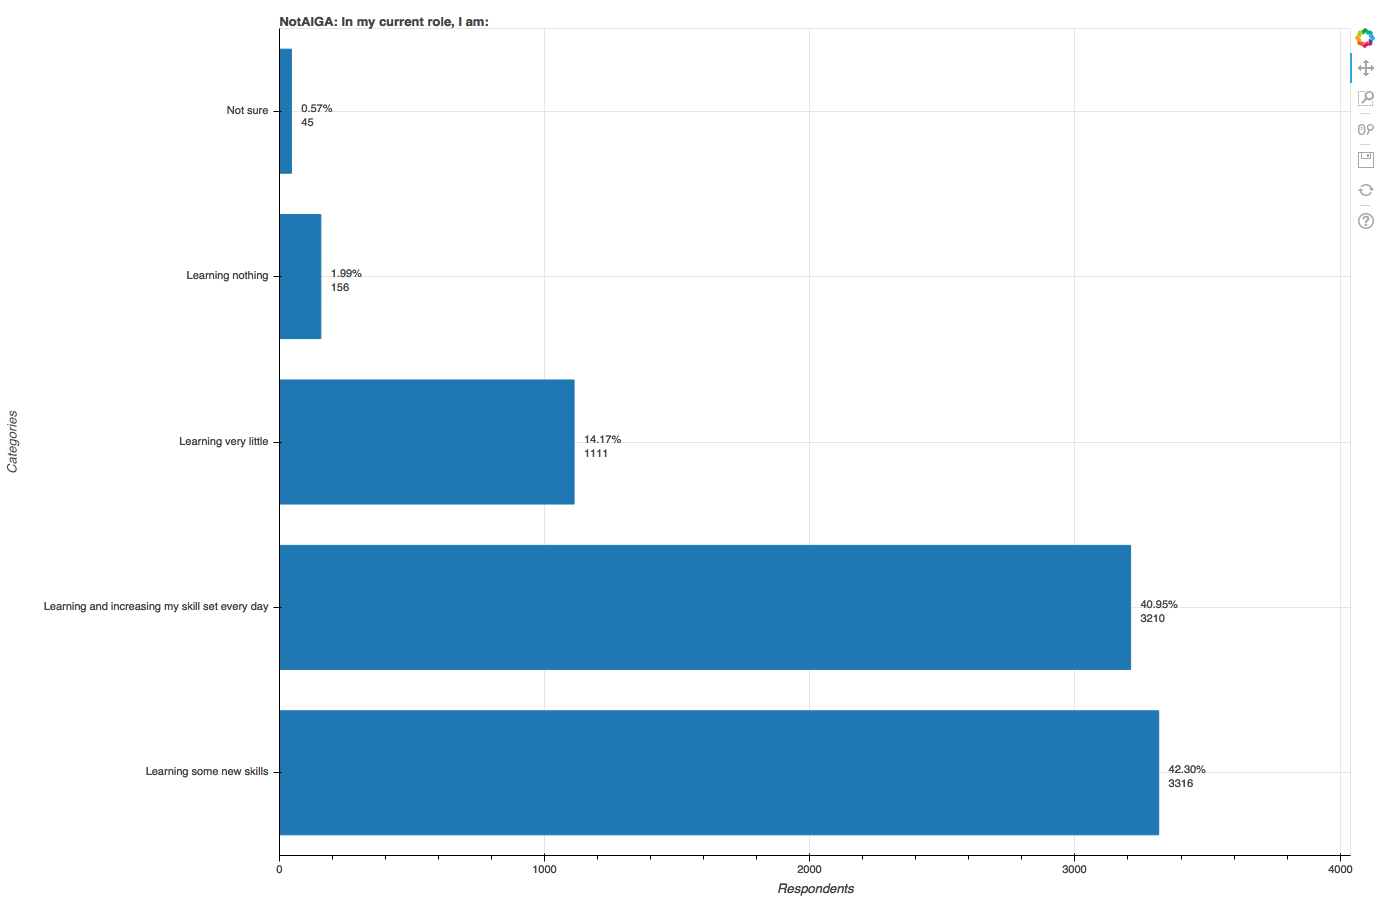 NotAIGA: In my current role, I am:
Not sure
0.57%
45
Learning nothing
1.99%
156
Learning very little
14.17%
1111
Learning and increasing my skill set every day
40.95%
3210
Learning some new skills
42.30%
3316
Categories
0 1000 2000 3000 4000
Respondents